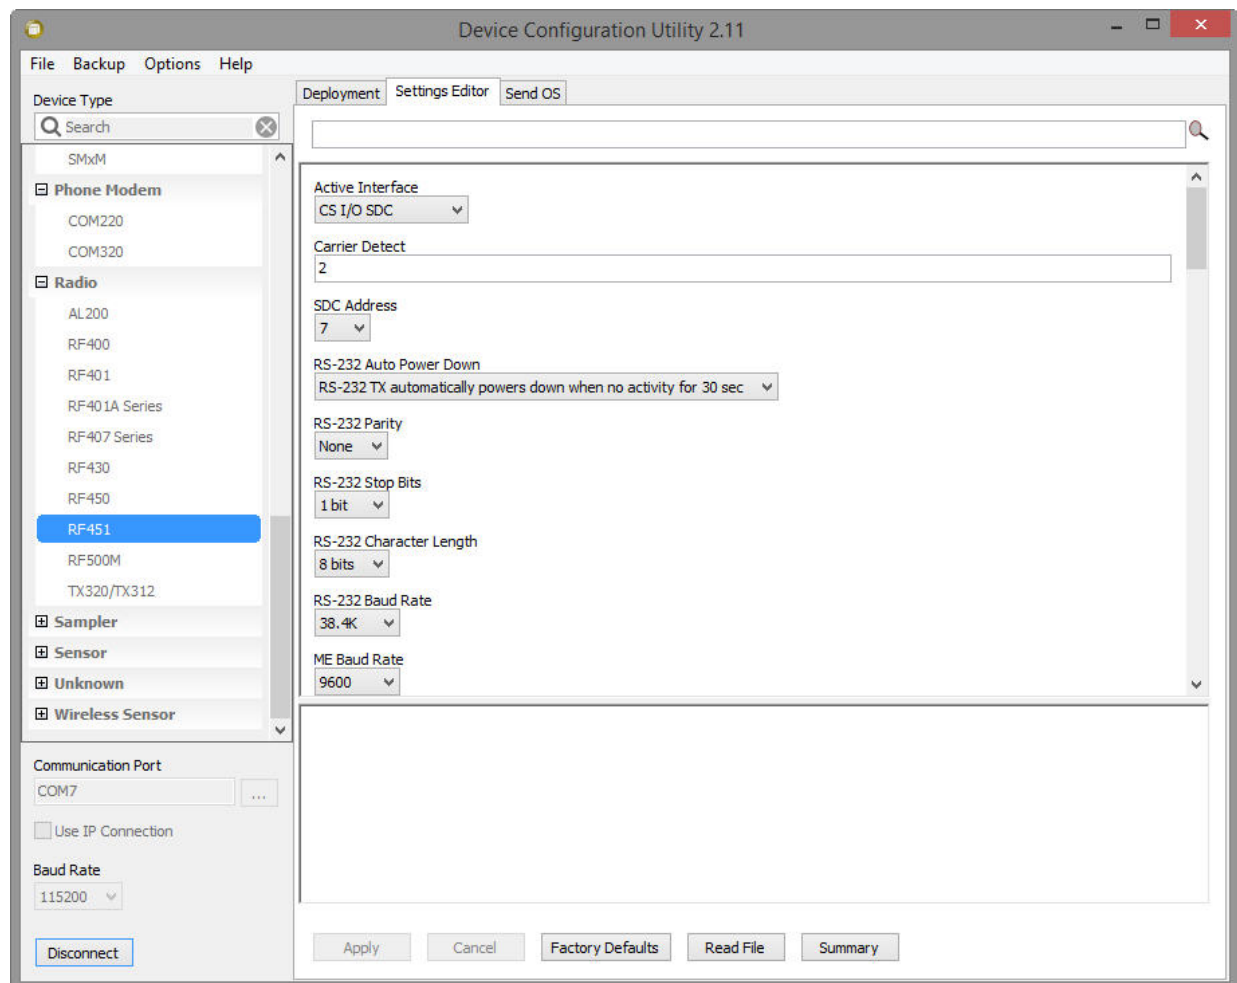 Device Configuration Utility 2.11
File Backup Options Help
Device Type
Search
SMxM
Phone Modem
COM220
COM320
Radio
AL200
RF400
RF401
RF401A Series
RF407 Series
RF430
RF450
RF451
RF500M
TX320/TX312
Sampler
Sensor
Unknown
Wireless Sensor
Communication Port
COM7
...
Use IP Connection
Baud Rate
115200
Disconnect
Deployment Settings Editor Send OS
Active Interface
CS I/O SDC
Carrier Detect
2
SDC Address
7
RS-232 Auto Power Down
RS-232 TX automatically powers down when no activity for 30 sec
RS-232 Parity
None
RS-232 Stop Bits
1 bit
RS-232 Character Length
8 bits
RS-232 Baud Rate
38.4K
ME Baud Rate
9600
Apply Cancel Factory Defaults Read File Summary